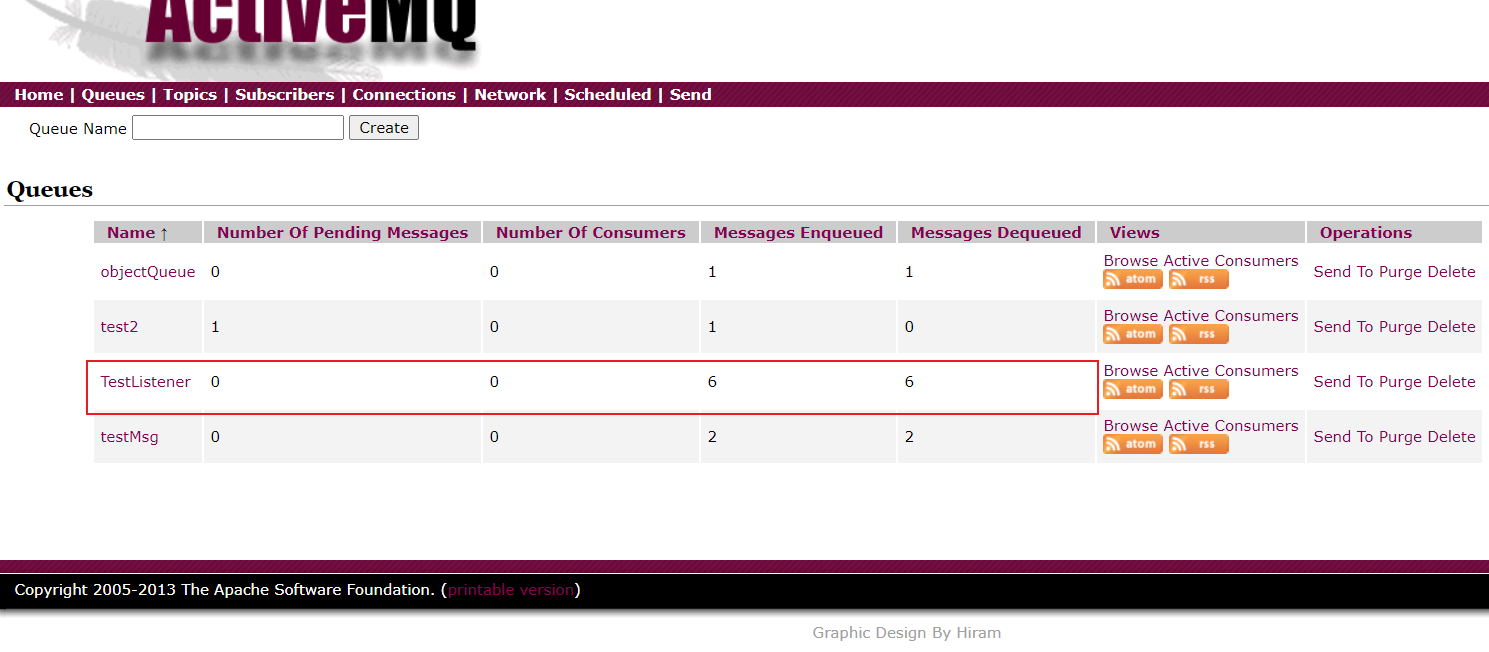 ActiveMQ
Home | Queues | Topics | Subscribers | Connections | Network | Scheduled | Send
Queue Name Create
Queues
Name ↑ Number Of Pending Messages Number Of Consumers Messages Enqueued Messages Dequeued Views Operations
objectQueue 0 0 1 1 Browse Active Consumers Send To Purge Delete
atom rss
test2 1 0 1 0 Browse Active Consumers Send To Purge Delete
atom rss
TestListener 0 0 6 6 Browse Active Consumers Send To Purge Delete
atom rss
testMsg 0 0 2 2 Browse Active Consumers Send To Purge Delete
atom rss
Copyright 2005-2013 The Apache Software Foundation. (printable version)
Graphic Design By Hiram